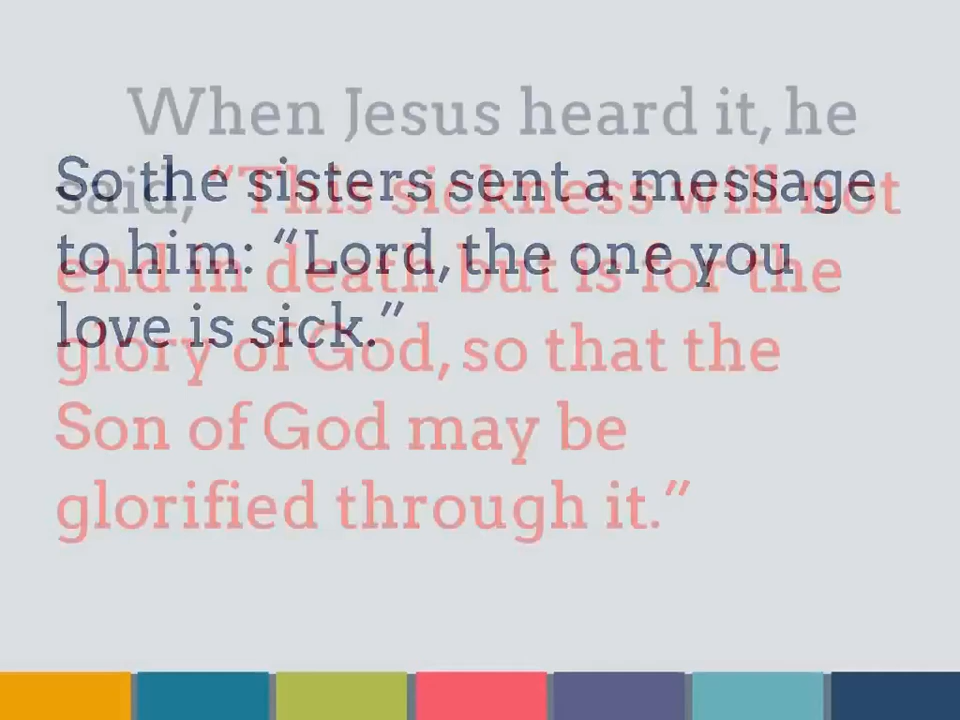 So the sisters sent a message
to him: “Lord, the one you
love is sick.”
When Jesus heard it, he
said, “This sickness will not
end in death but is for the
glory of God, so that the
Son of God may be
glorified through it.”